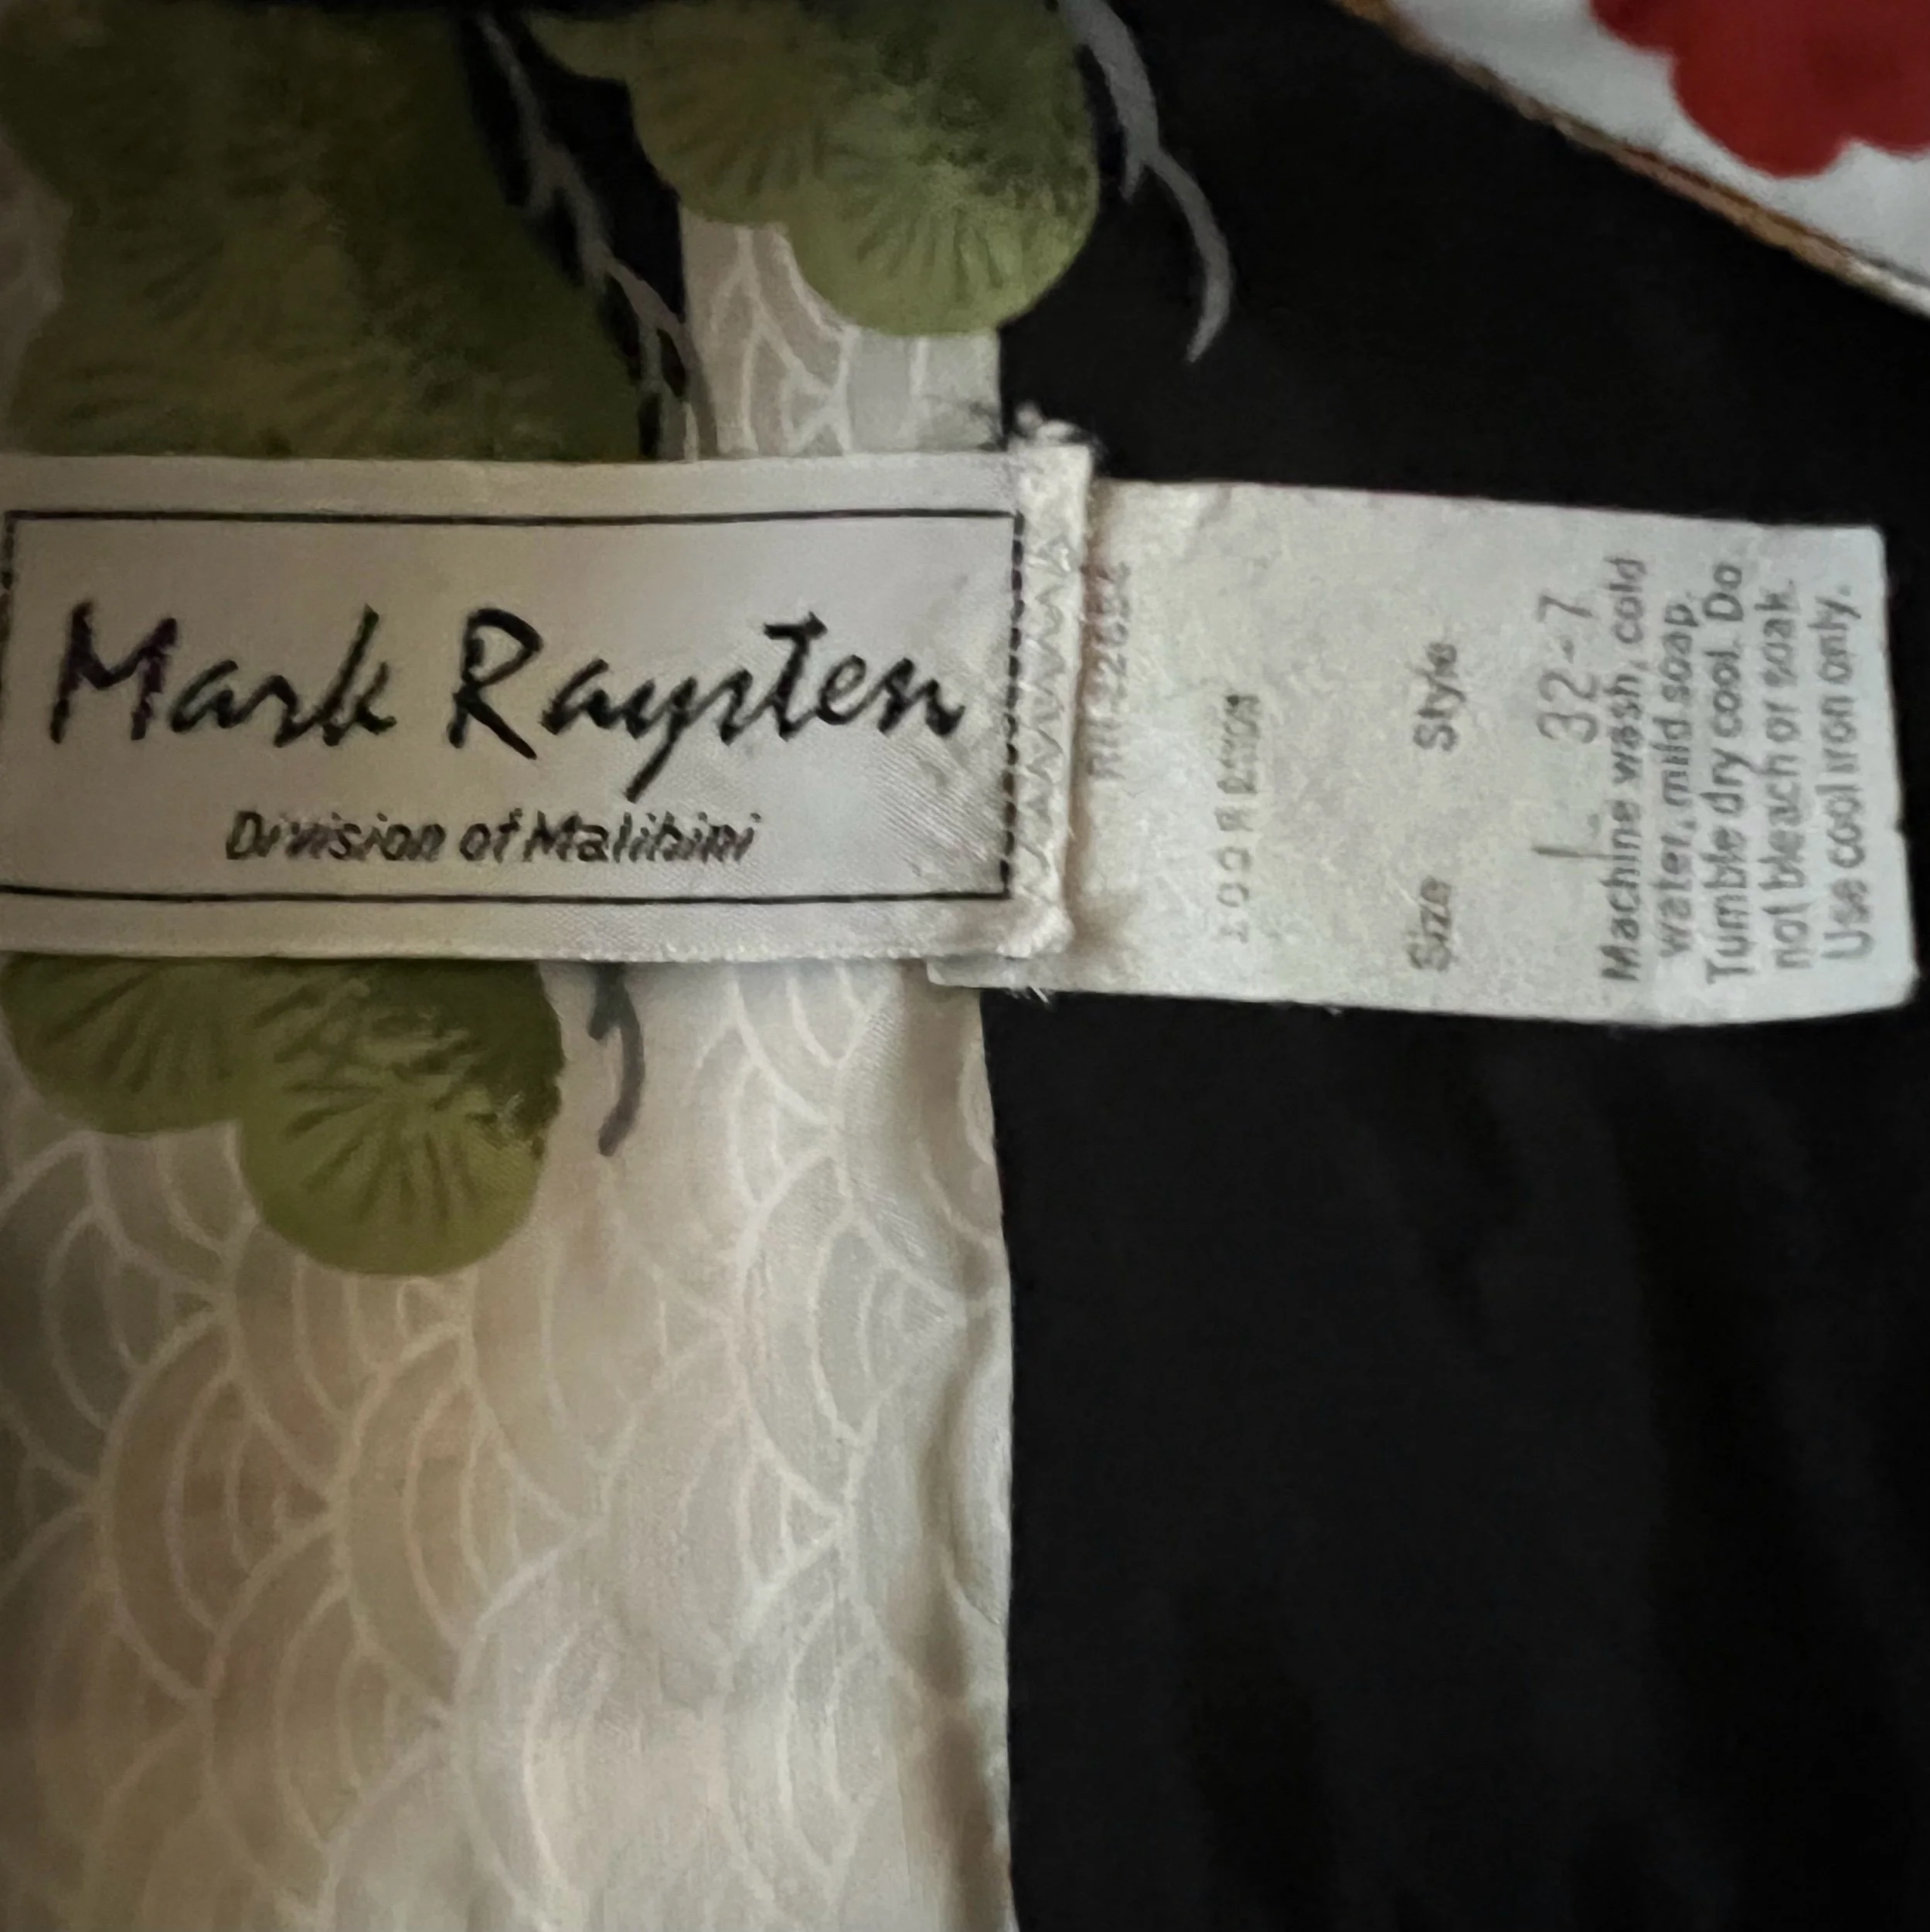 Mark Raysten
Division of Malihini
100%
Size Style
L 32-7
Machine wash, cold
water, mild soap.
Tumble dry cool. Do
not bleach or soak.
Use cool iron only.